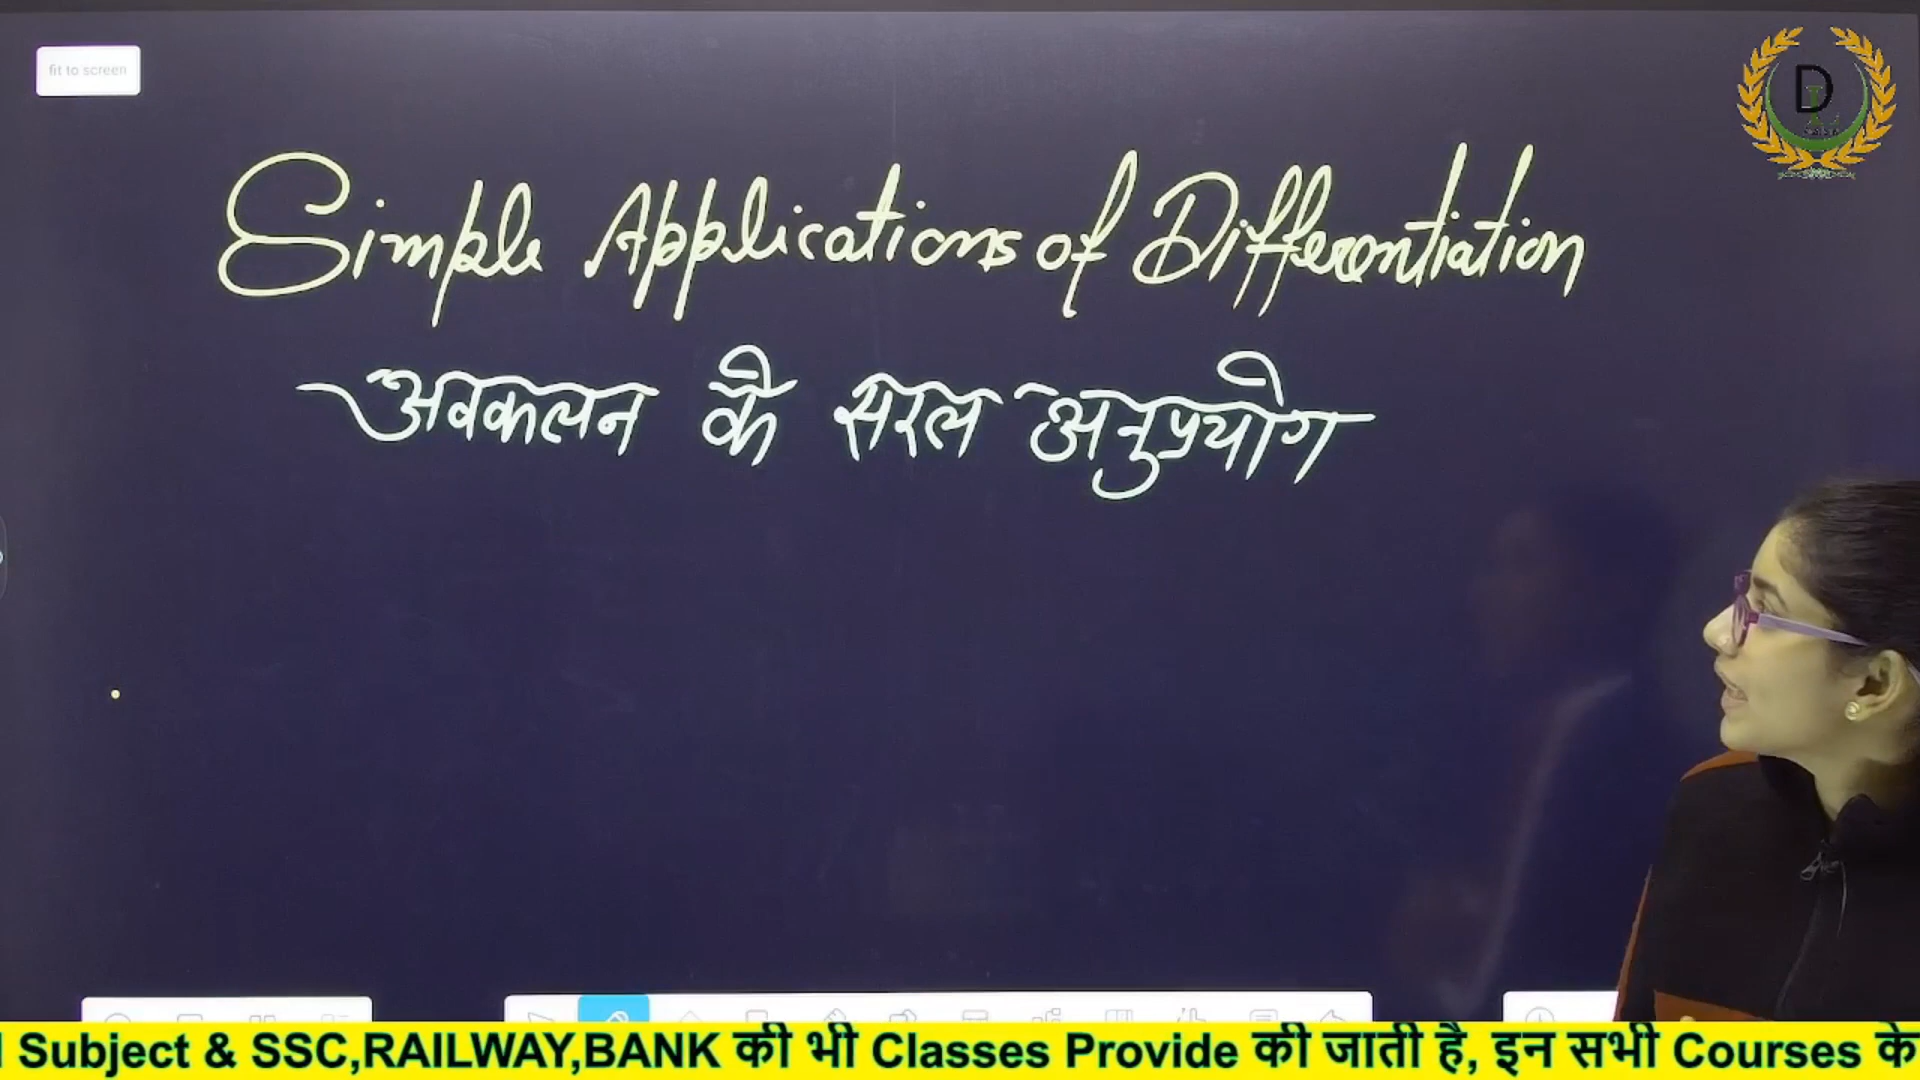 fit to screen
D
Simple Applications of Differentiation
अवकलन के सरल अनुप्रयोग
Subject & SSC,RAILWAY,BANK की भी Classes Provide की जाती है, इन सभी Courses के